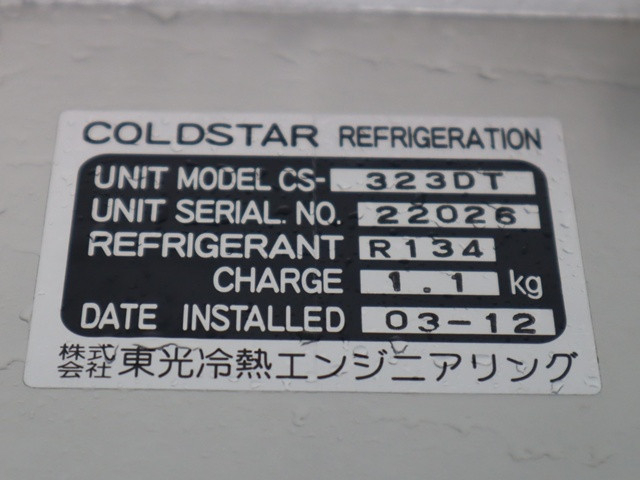 COLDSTAR REFRIGERATION
UNIT MODEL CS- 323DT
UNIT SERIAL. NO. 22026
REFRIGERANT R134
CHARGE 1.1 kg
DATE INSTALLED 03-12
株式会社 東光冷熱エンジニアリング